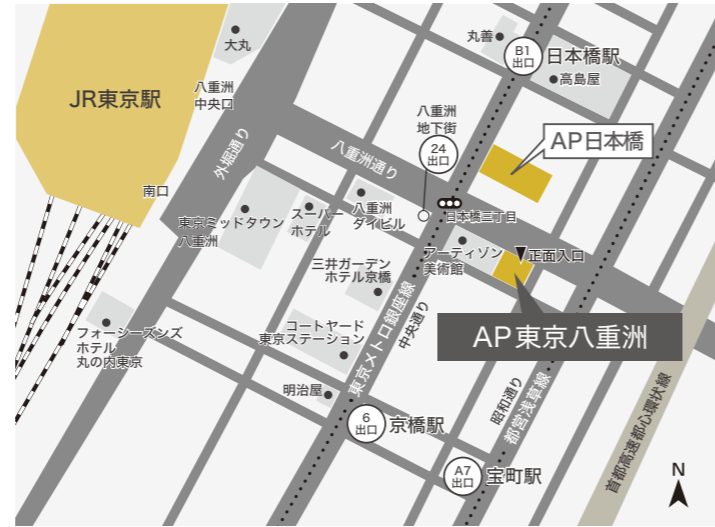 大丸
JR東京駅
八重洲
中央口
外堀通り
南口
丸善
B1
出口
日本橋駅
高島屋
八重洲
地下街
24
出口
八重洲通り
AP日本橋
東京ミッドタウン
八重洲
スーパー
ホテル
八重洲
ダイビル
日本橋三丁目
アーティゾン
美術館
正面入口
三井ガーデン
ホテル京橋
AP東京八重洲
フォーシーズンズ
ホテル
丸の内東京
コートヤード
東京ステーション
東京メトロ銀座線
中央通り
明治屋
6
出口
京橋駅
昭和通り
都営浅草線
A7
出口
宝町駅
首都高速都心環状線
N